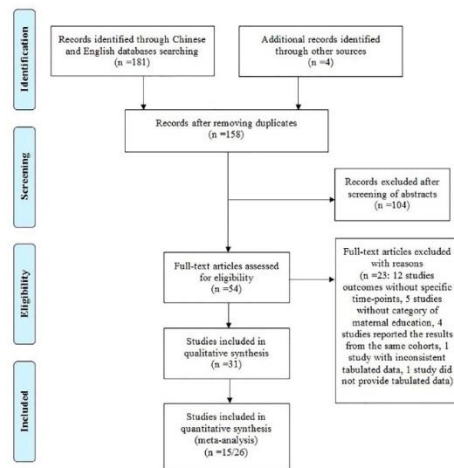 Identification
Records identified through Chinese
and English databases searching
(n =181)
Additional records identified
through other sources
(n =4)
Records after removing duplicates
(n =158)
Screening
Records excluded after
screening of abstracts
(n =104)
Eligibility
Full-text articles assessed
for eligibility
(n =54)
Full-text articles excluded
with reasons
(n =23: 12 studies
outcomes without specific
time-points, 5 studies
without category of
maternal education, 4
studies reported the results
from the same cohorts, 1
study with inconsistent
tabulated data, 1 study did
not provide tabulated data)
Studies included in
qualitative synthesis
(n =31)
Included
Studies included in
quantitative synthesis
(meta-analysis)
n =15/26)